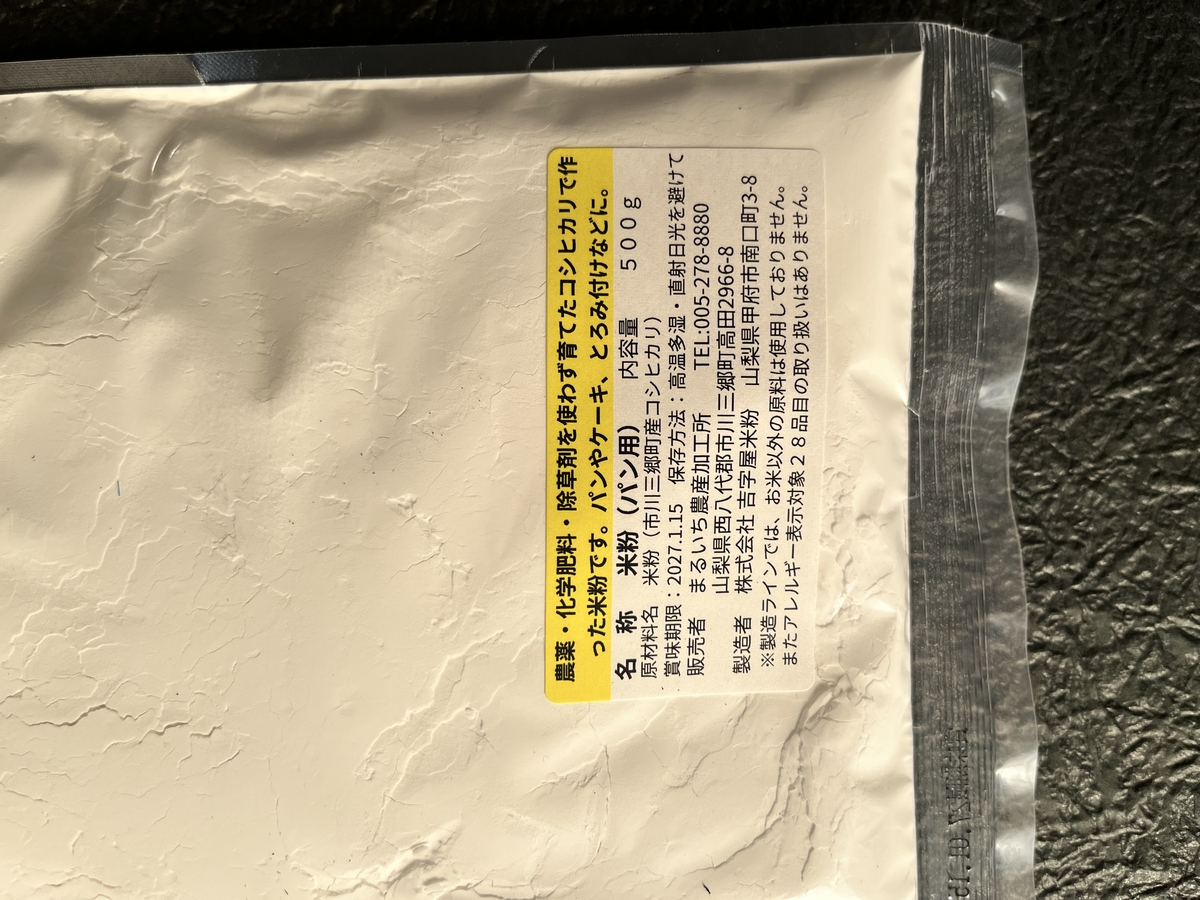 農薬・化学肥料・除草剤を使わず育てたコシヒカリで作
った米粉です。パンやケーキ、とろみ付けなどに。
名　称　米粉（パン用）　内容量　５００ｇ
原材料名　米粉（市川三郷町産コシヒカリ）
賞味期限：2027.1.15　保存方法：高温多湿・直射日光を避けて
販売者　まるいち農産加工所　TEL:005-278-8880
山梨県西八代郡市川三郷町高田2966-8
製造者　株式会社 吉字屋米粉　山梨県甲府市南口町3-8
※製造ラインでは、お米以外の原料は使用しておりません。
またアレルギー表示対象２８品目の取り扱いはありません。